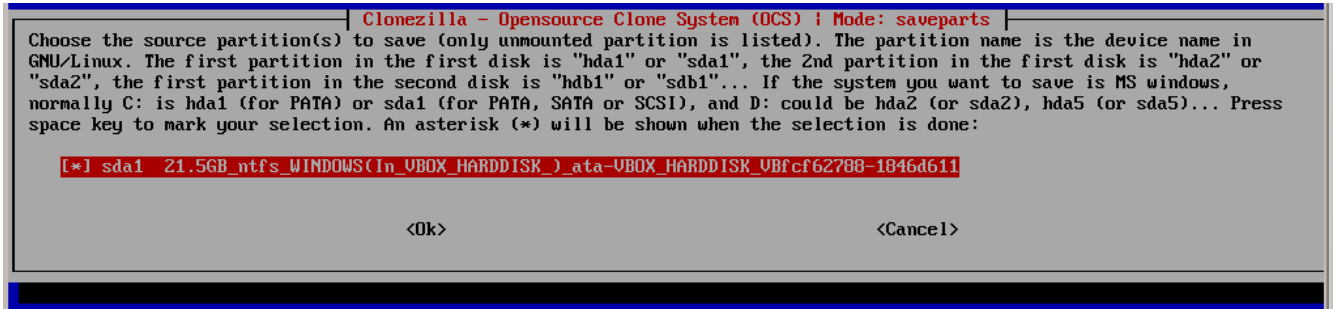 Clonezilla - Opensource Clone System (OCS) | Mode: saveparts
Choose the source partition(s) to save (only unmounted partition is listed). The partition name is the device name in
GNU/Linux. The first partition in the first disk is "hda1" or "sda1", the 2nd partition in the first disk is "hda2" or
"sda2", the first partition in the second disk is "hdb1" or "sdb1"... If the system you want to save is MS windows,
normally C: is hda1 (for PATA) or sda1 (for PATA, SATA or SCSI), and D: could be hda2 (or sda2), hda5 (or sda5)... Press
space key to mark your selection. An asterisk (*) will be shown when the selection is done:
[*] sda1 21.5GB_ntfs_WINDOWS(In_VBOX_HARDDISK_)_ata-VBOX_HARDDISK_VBfcf62788-1846d611
<Ok> <Cancel>